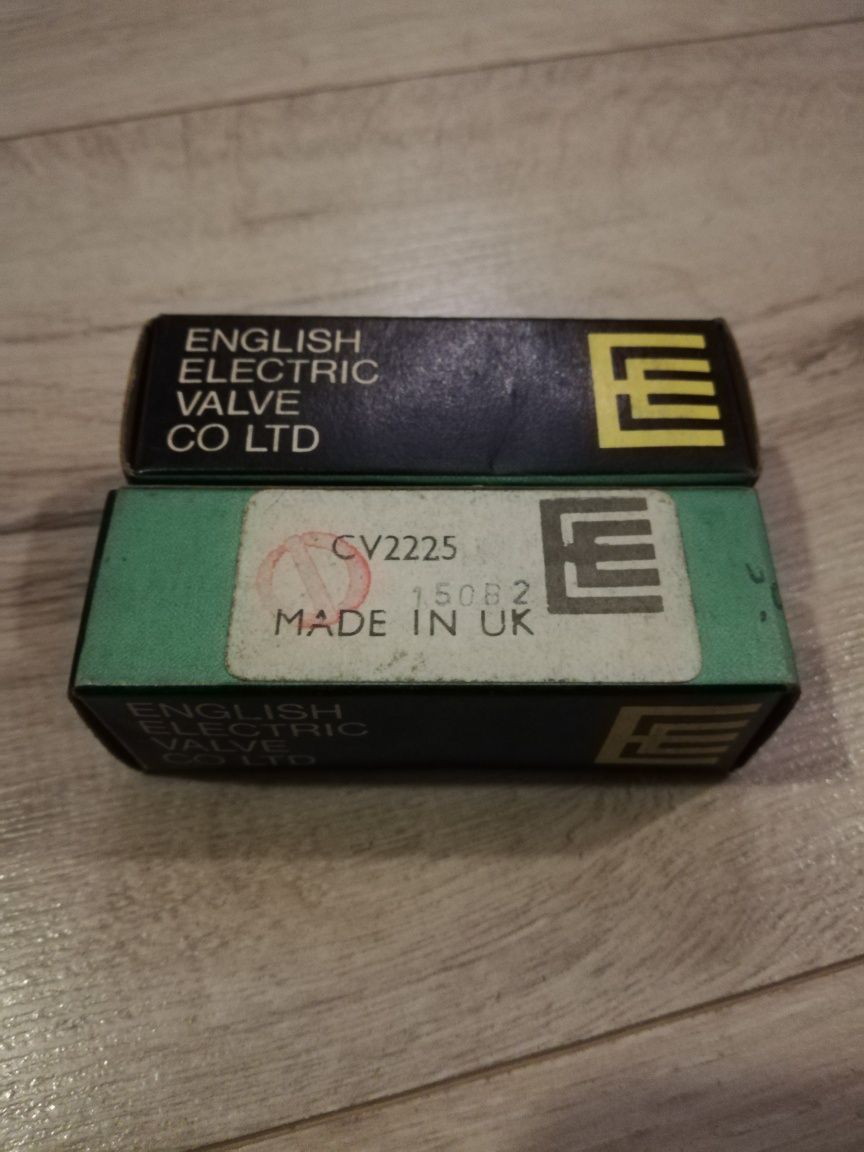 ENGLISH
ELECTRIC
VALVE
CO LTD
CV2225
150B2
MADE IN UK
ENGLISH
ELECTRIC
VALVE
CO LTD